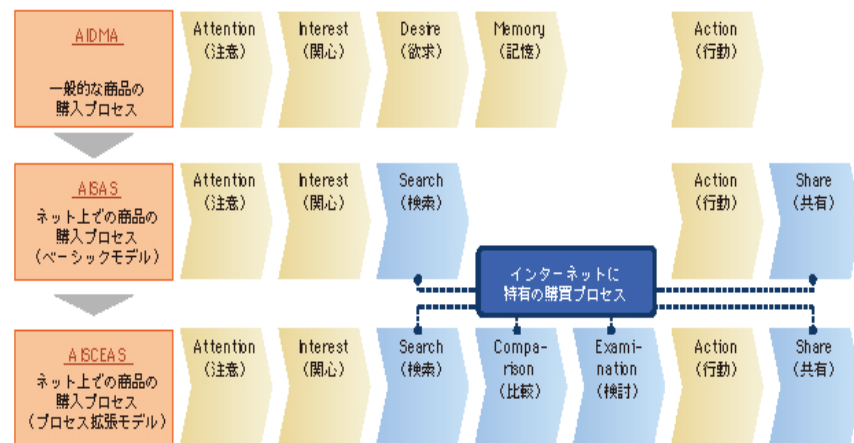 AIDMA
一般的な商品の
購入プロセス
Attention
(注意)
Interest
(関心)
Desire
(欲求)
Memory
(記憶)
Action
(行動)
AISAS
ネット上での商品の
購入プロセス
(ベーシックモデル)
Attention
(注意)
Interest
(関心)
Search
(検索)
Action
(行動)
Share
(共有)
インターネットに
特有の購買プロセス
AISCEAS
ネット上での商品の
購入プロセス
(プロセス拡張モデル)
Attention
(注意)
Interest
(関心)
Search
(検索)
Compa-
rison
(比較)
Exami-
nation
(検討)
Action
(行動)
Share
(共有)